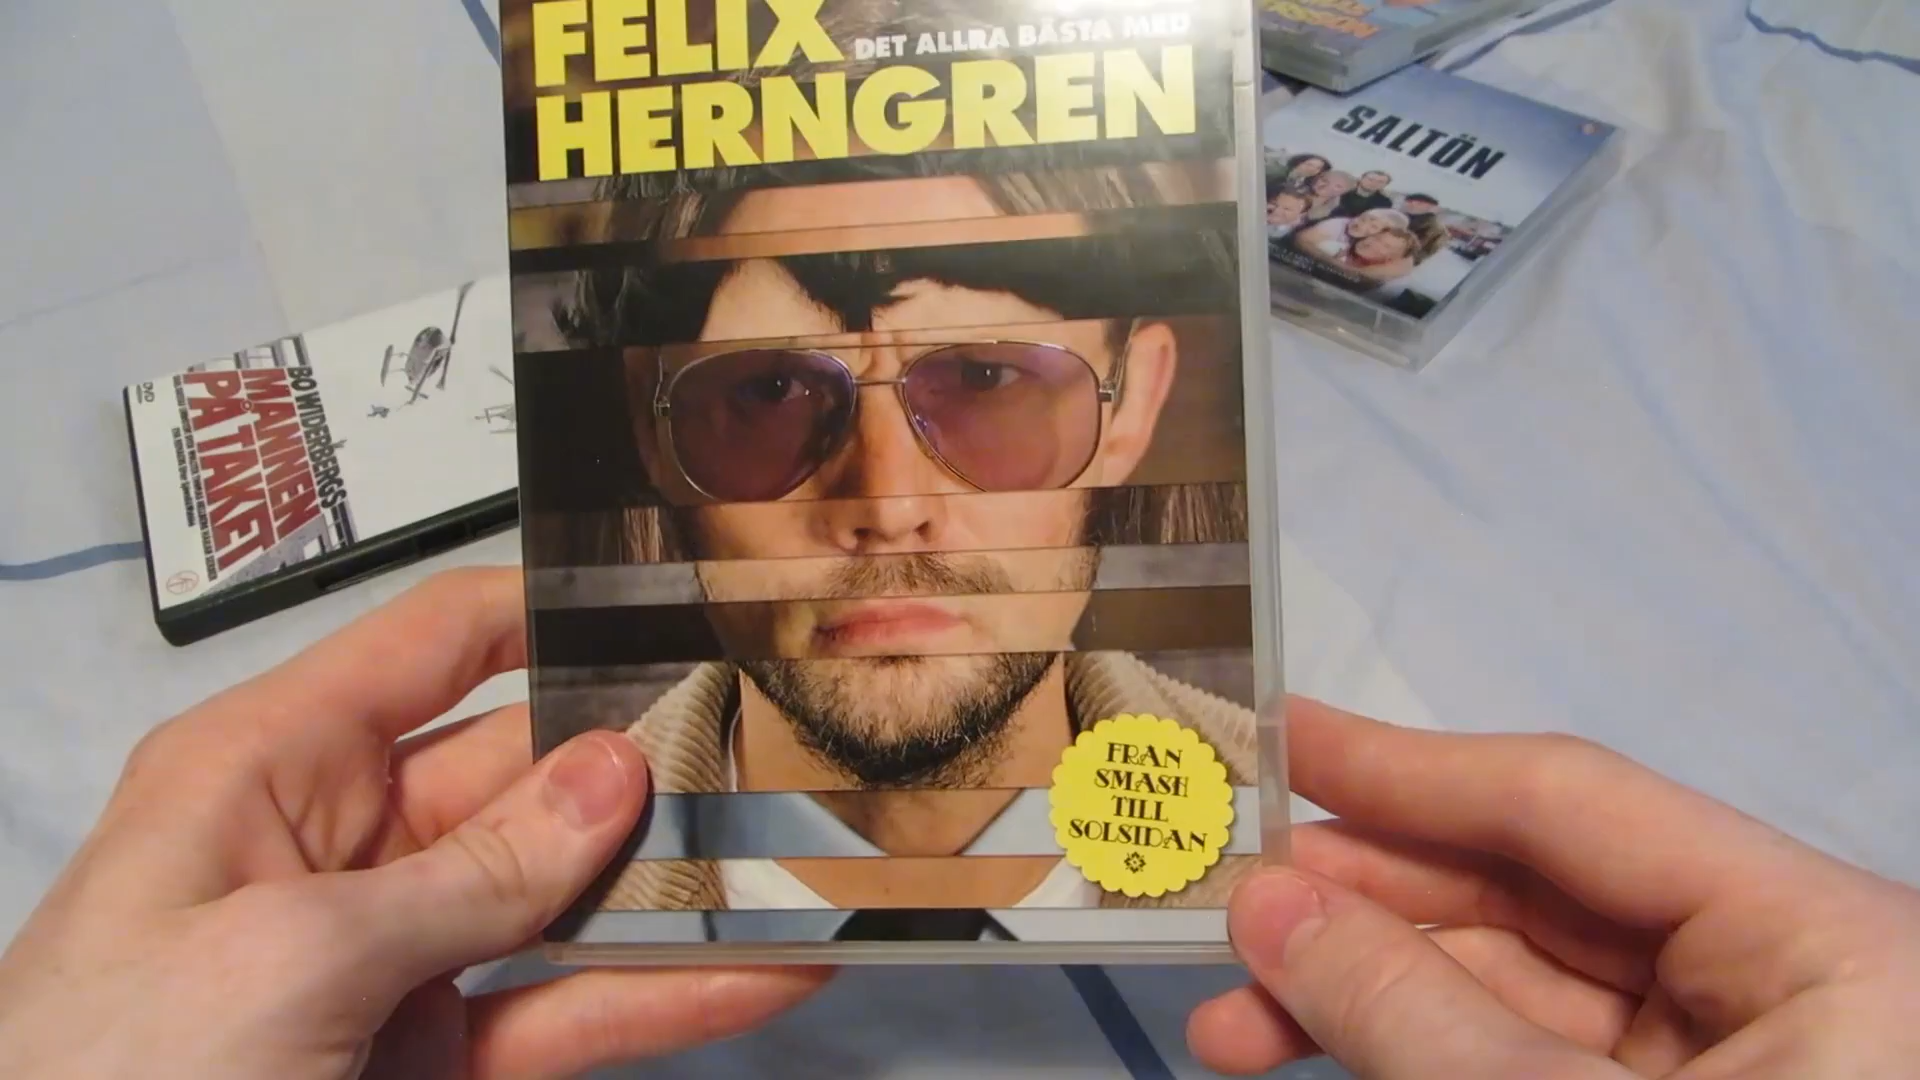 FELIX
DET ALLRA BÄSTA MED
HERNGREN
FRÅN
SMASH
TILL
SOLSIDAN
SALTÖN
BO WIDERBERGS
MANNEN
PÅ TAKET
DVD